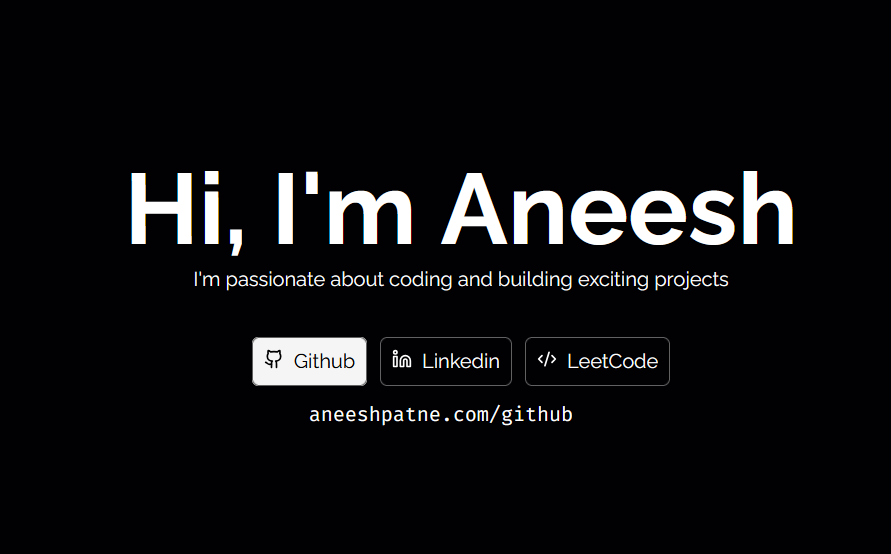 Hi, I'm Aneesh
I'm passionate about coding and building exciting projects
Github Linkedin LeetCode
aneeshpatne.com/github